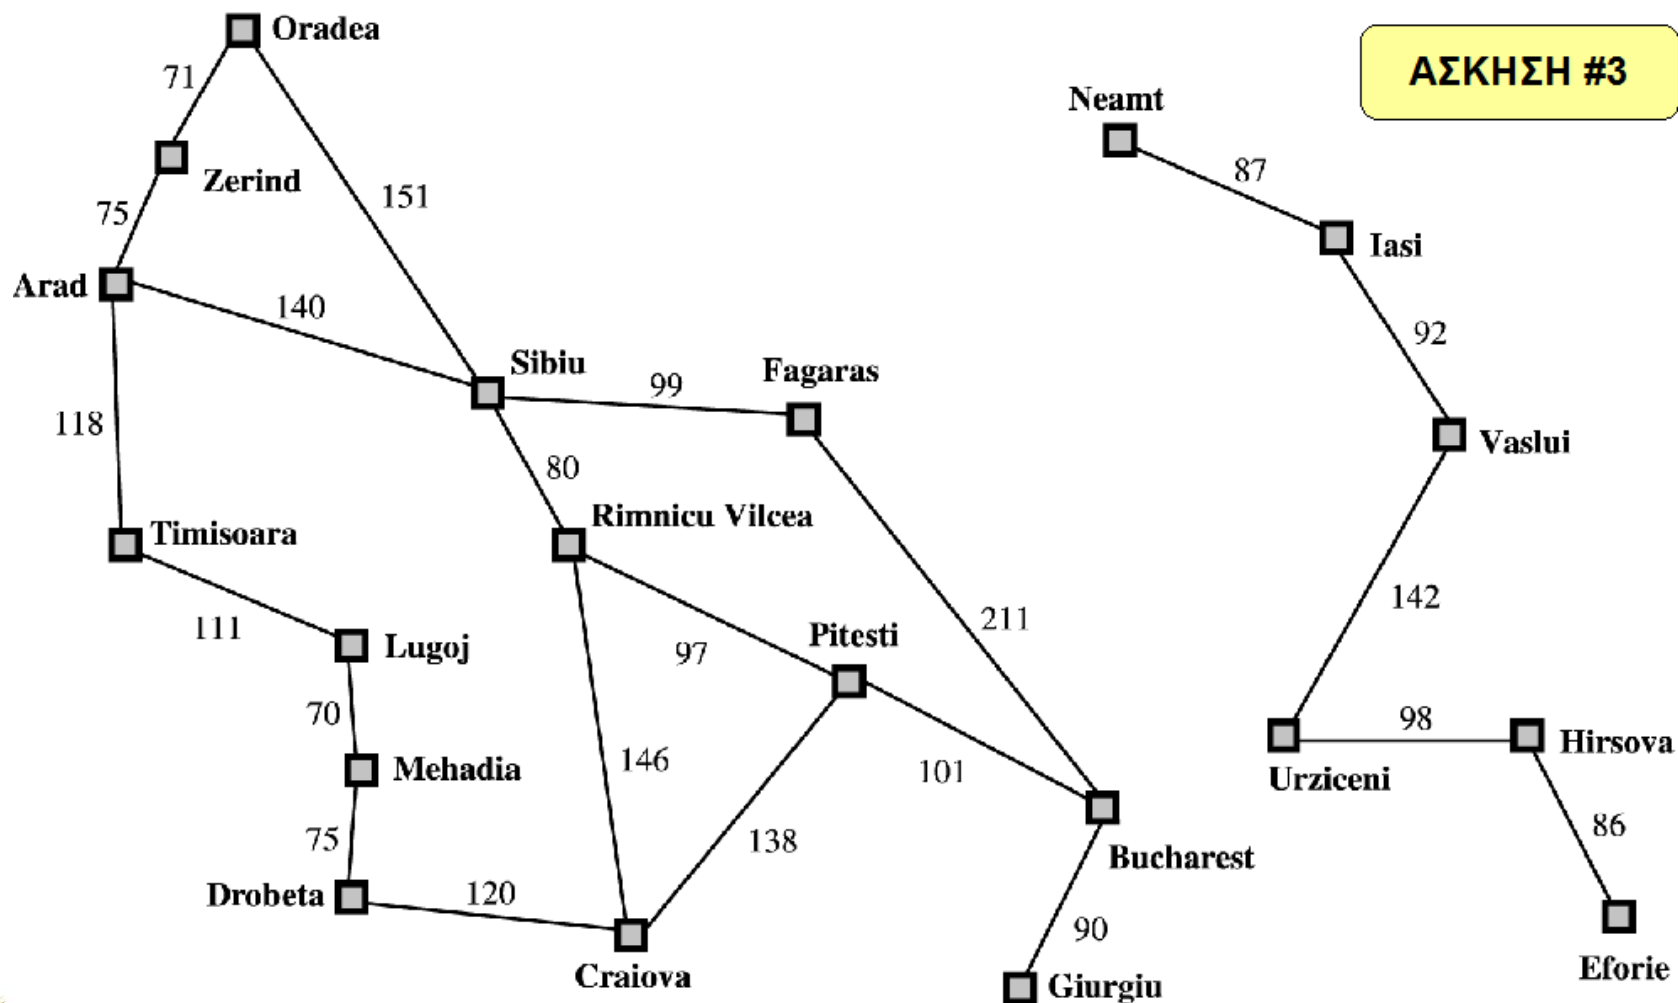 Oradea
ΑΣΚΗΣΗ #3
71
Neamt
87
Zerind
151
75
Iasi
Arad
140
92
Sibiu
Fagaras
99
118
Vaslui
80
Rimnicu Vilcea
Timisoara
142
211
111
Pitesti
Lugoj
97
70
98
Hirsova
146
101
Urziceni
Mehadia
75
138
86
Bucharest
Drobeta
120
90
Craiova
Eforie
Giurgiu